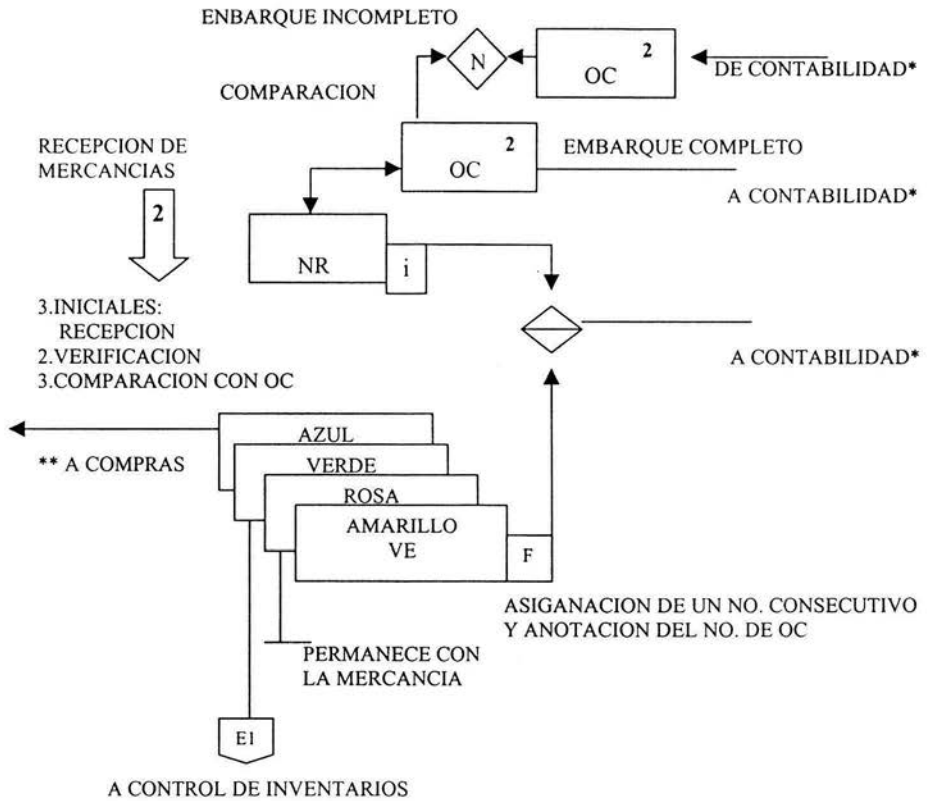 ENBARQUE INCOMPLETO
N
2
OC
DE CONTABILIDAD*
COMPARACION
2
OC
EMBARQUE COMPLETO
A CONTABILIDAD*
RECEPCION DE
MERCANCIAS
2
NR
i
3.INICIALES:
RECEPCION
2.VERIFICACION
3.COMPARACION CON OC
A CONTABILIDAD*
AZUL
** A COMPRAS
VERDE
ROSA
AMARILLO
VE
F
ASIGANACION DE UN NO. CONSECUTIVO
Y ANOTACION DEL NO. DE OC
PERMANECE CON
LA MERCANCIA
E1
A CONTROL DE INVENTARIOS